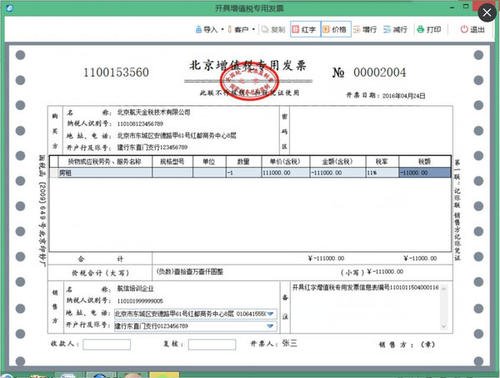 开具增值税专用发票
导入 客户 复制 红字 价格 增行 减行 打印 退出
北京增值税专用发票
1100153560
№ 00002004
此联不作报销、扣税凭证使用
开票日期:2016年04月24日
购买方
名 称:北京航天金税技术有限公司
纳税人识别号:110108123456789
地 址、电 话:北京市东城区安德路甲61号红都商务中心8层
开户行及账号:建行东直门支行123456789
密码区
货物或应税劳务、服务名称 规格型号 单位 数量 单价(含税) 金额(含税) 税率 税额
房租 -1 111000.00 -111000.00 11% -11000.00
合 计 ￥-111000.00 ￥-11000.00
价税合计(大写) (负数)壹拾壹万壹仟圆整 (小写) ￥-111000.00
销售方
名 称:航信培训企业
纳税人识别号:110101999999005
地 址、电 话:北京市东城区安德路甲61号红都商务中心8层
开户行及账号:建行东直门支行0123456789
备注
开具红字增值税专用发票信息表编号1101011504000116
收款人: 复核: 开票人:张三 销售方:(章)
第一联:记账联 销售方记账凭证